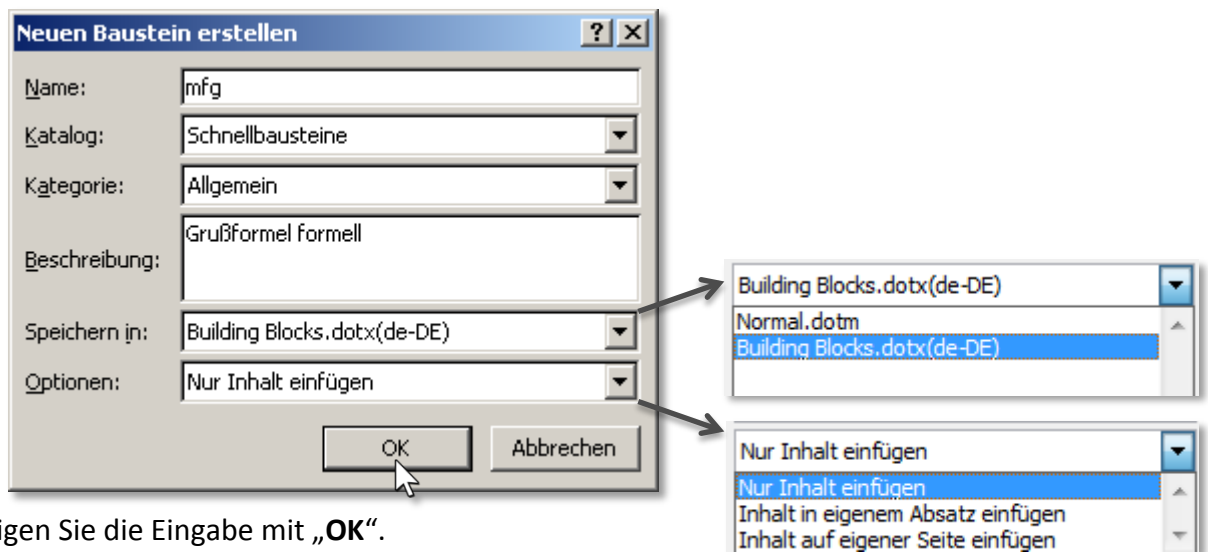 Neuen Baustein erstellen
Name: mfg
Katalog: Schnellbausteine
Kategorie: Allgemein
Beschreibung: Grußformel formell
Speichern in: Building Blocks.dotx(de-DE)
Optionen: Nur Inhalt einfügen
OK Abbrechen
Building Blocks.dotx(de-DE)
Normal.dotm
Building Blocks.dotx(de-DE)
Nur Inhalt einfügen
Nur Inhalt einfügen
Inhalt in eigenem Absatz einfügen
Inhalt auf eigener Seite einfügen
igen Sie die Eingabe mit „OK“.